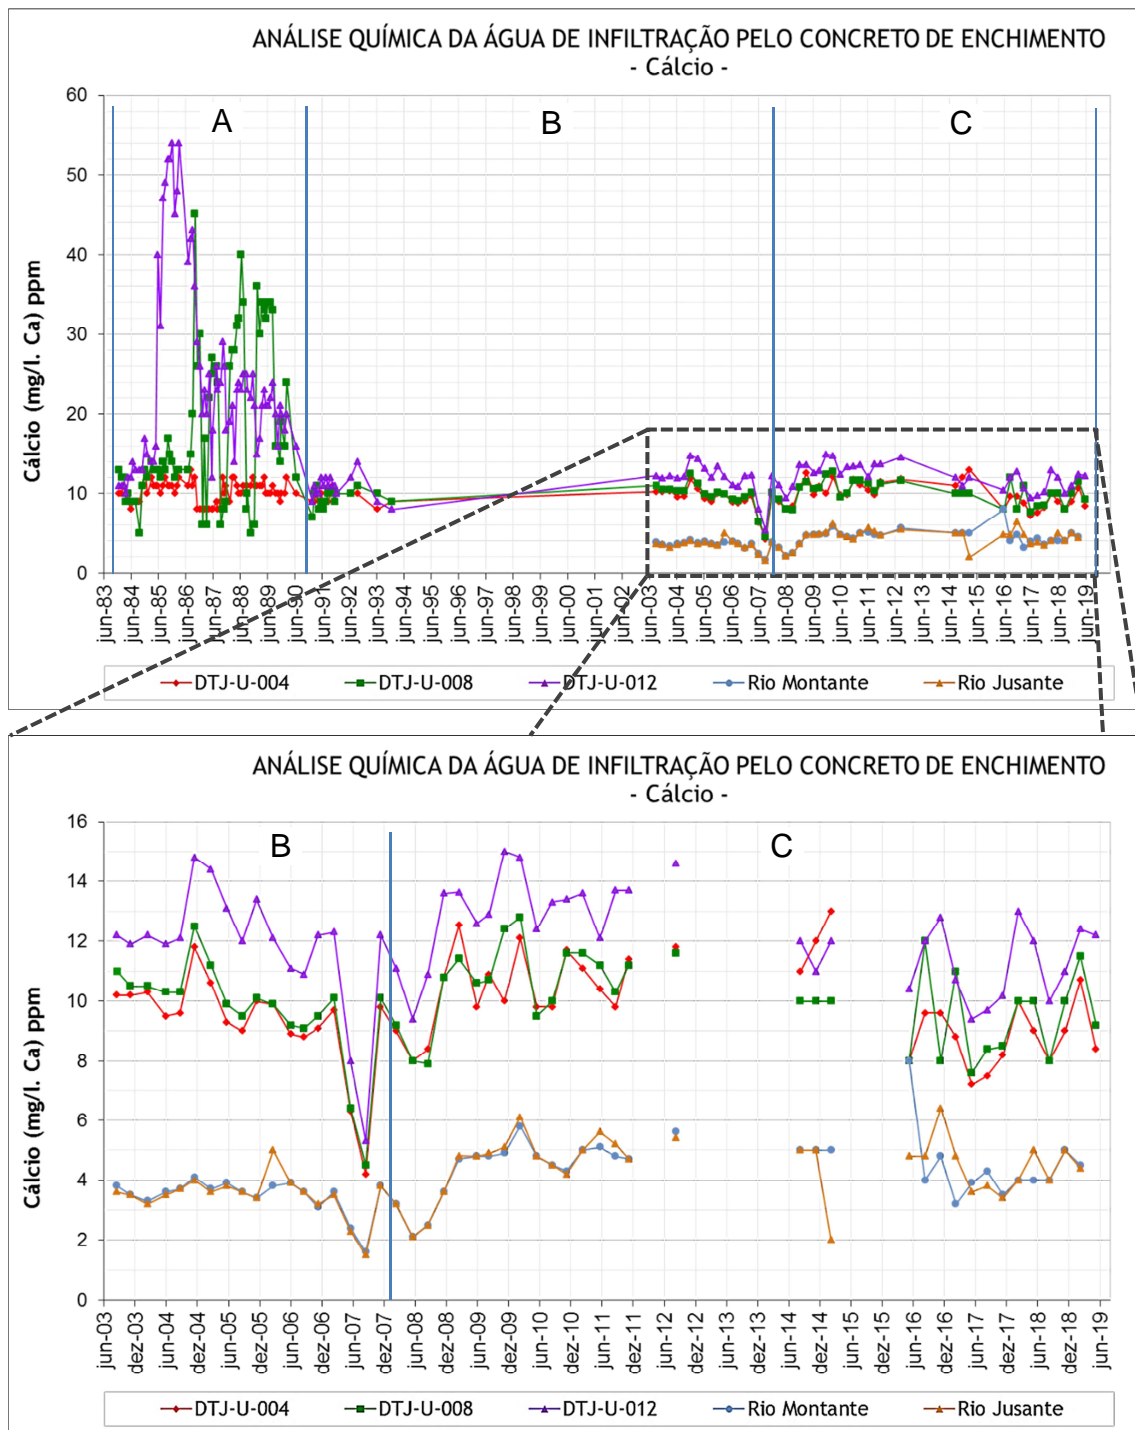 ANÁLISE QUÍMICA DA ÁGUA DE INFILTRAÇÃO PELO CONCRETO DE ENCHIMENTO
- Cálcio -
Cálcio (mg/l. Ca) ppm
60
50
40
30
20
10
0
A
B
C
jun-83
jun-84
jun-85
jun-86
jun-87
jun-88
jun-89
jun-90
jun-91
jun-92
jun-93
jun-94
jun-95
jun-96
jun-97
jun-98
jun-99
jun-00
jun-01
jun-02
jun-03
jun-04
jun-05
jun-06
jun-07
jun-08
jun-09
jun-10
jun-11
jun-12
jun-13
jun-14
jun-15
jun-16
jun-17
jun-18
jun-19
DTJ-U-004 DTJ-U-008 DTJ-U-012 Rio Montante Rio Jusante
ANÁLISE QUÍMICA DA ÁGUA DE INFILTRAÇÃO PELO CONCRETO DE ENCHIMENTO
- Cálcio -
Cálcio (mg/l. Ca) ppm
16
14
12
10
8
6
4
2
0
B
C
jun-03
dez-03
jun-04
dez-04
jun-05
dez-05
jun-06
dez-06
jun-07
dez-07
jun-08
dez-08
jun-09
dez-09
jun-10
dez-10
jun-11
dez-11
jun-12
dez-12
jun-13
dez-13
jun-14
dez-14
jun-15
dez-15
jun-16
dez-16
jun-17
dez-17
jun-18
dez-18
jun-19
DTJ-U-004 DTJ-U-008 DTJ-U-012 Rio Montante Rio Jusante